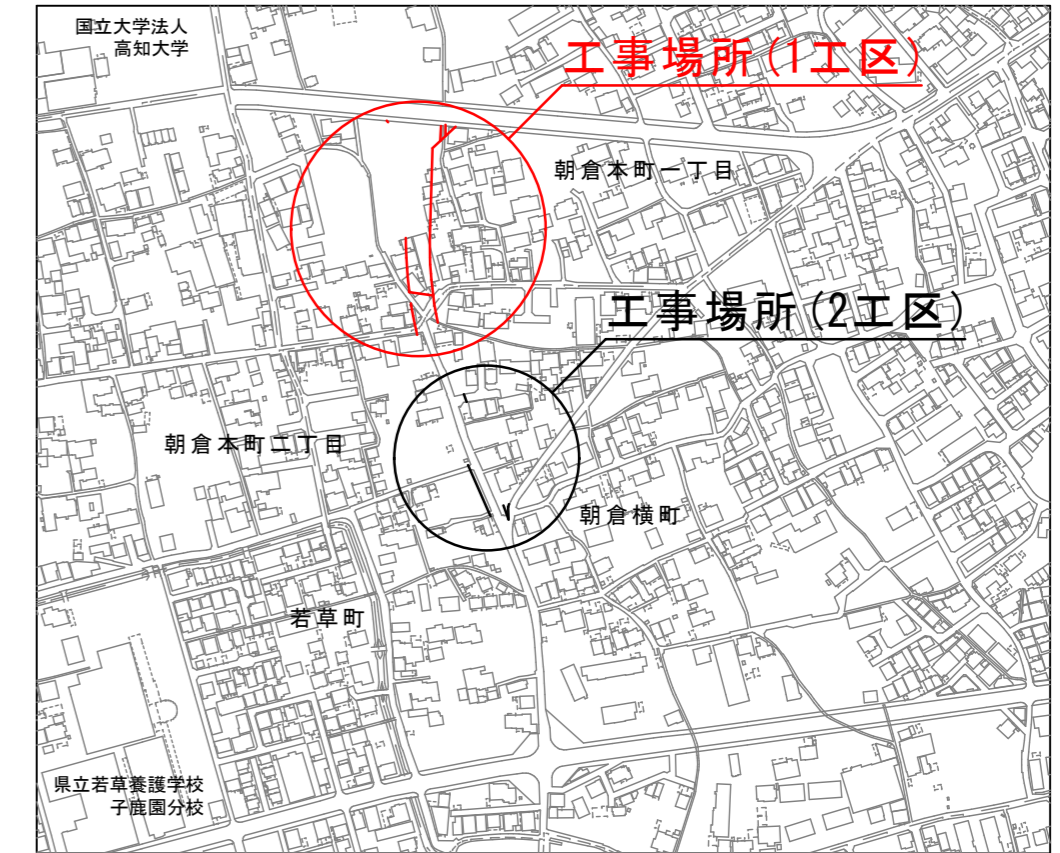 国立大学法人
高知大学
工事場所(1工区)
朝倉本町一丁目
工事場所(2工区)
朝倉本町二丁目
朝倉横町
若草町
県立若草養護学校
子鹿園分校